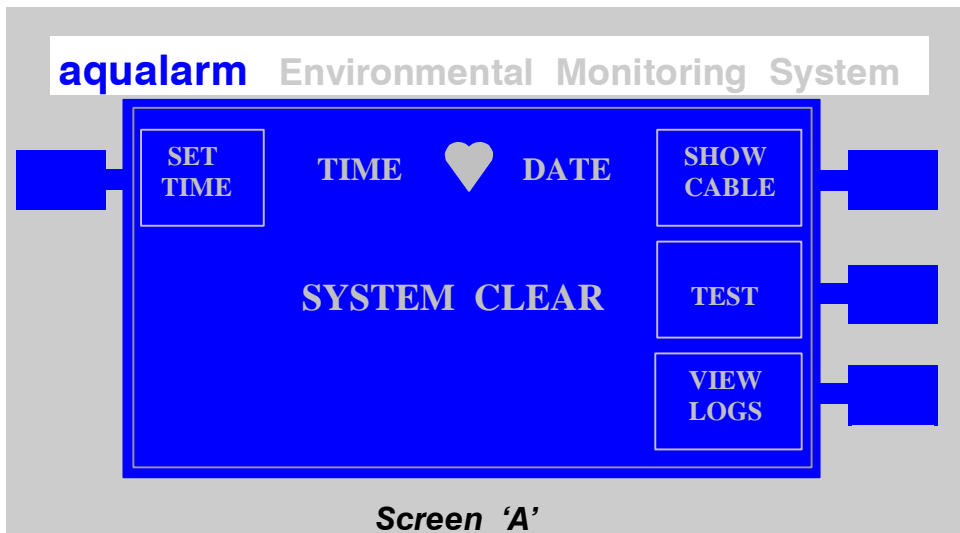 aqualarm Environmental Monitoring System
SET
TIME
TIME
DATE
SHOW
CABLE
SYSTEM CLEAR
TEST
VIEW
LOGS
Screen 'A'